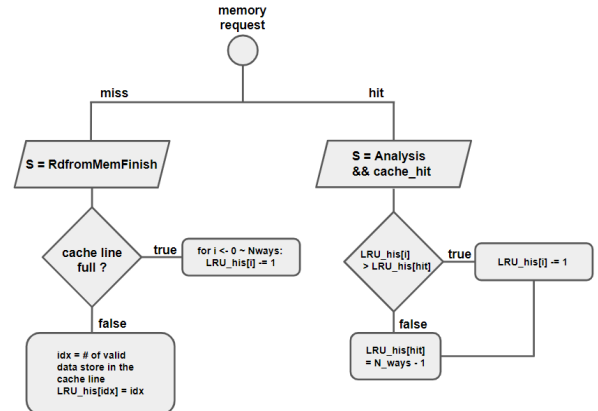 memory
request
miss
hit
S = RdfromMemFinish
S = Analysis
&& cache_hit
cache line
full ?
true
for i <- 0 ~ Nways:
LRU_his[i] -= 1
LRU_his[i]
> LRU_his[hit]
true
LRU_his[i] -= 1
false
idx = # of valid
data store in the
cache line
LRU_his[idx] = idx
false
LRU_his[hit]
= N_ways - 1